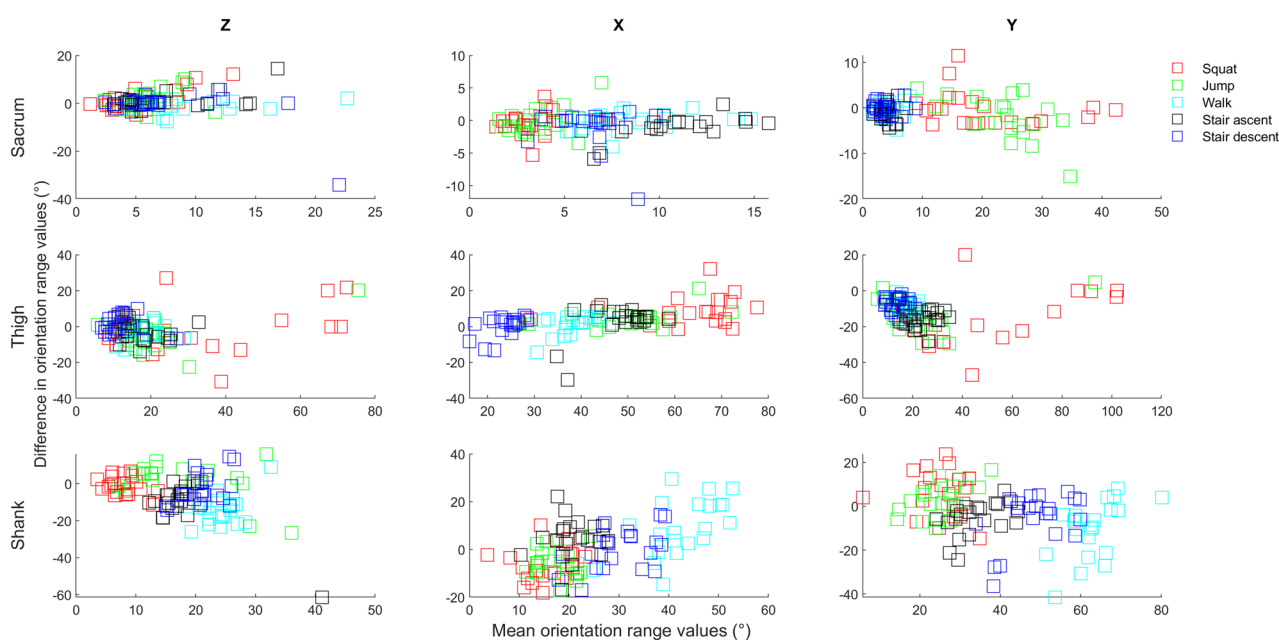 Z X Y
Difference in orientation range values (°)
Sacrum
20
0
-20
-40
0 5 10 15 20 25
10
5
0
-5
-10
0 5 10 15
10
0
-10
-20
0 10 20 30 40 50
Squat
Jump
Walk
Stair ascent
Stair descent
Thigh
40
20
0
-20
-40
0 20 40 60 80
40
20
0
-20
-40
20 30 40 50 60 70 80
40
20
0
-20
-40
-60
0 20 40 60 80 100 120
Shank
0
-20
-40
-60
0 10 20 30 40 50
40
20
0
-20
0 10 20 30 40 50 60
20
0
-20
-40
20 40 60 80
Mean orientation range values (°)